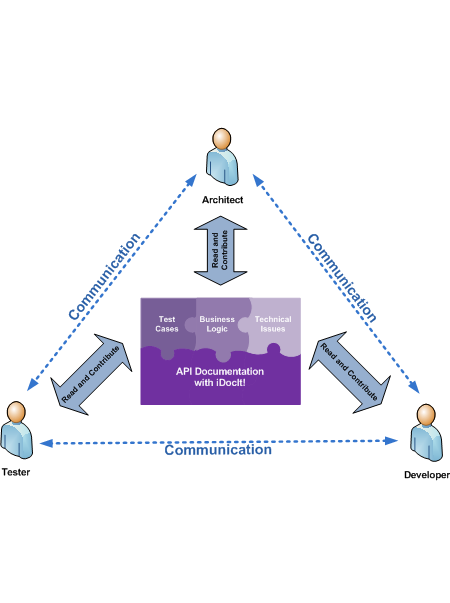 Architect
Communication
Communication
Read and
Contribute
Test
Cases
Business
Logic
Technical
Issues
API Documentation
with iDocIt!
Read and Contribute
Read and Contribute
Tester
Communication
Developer